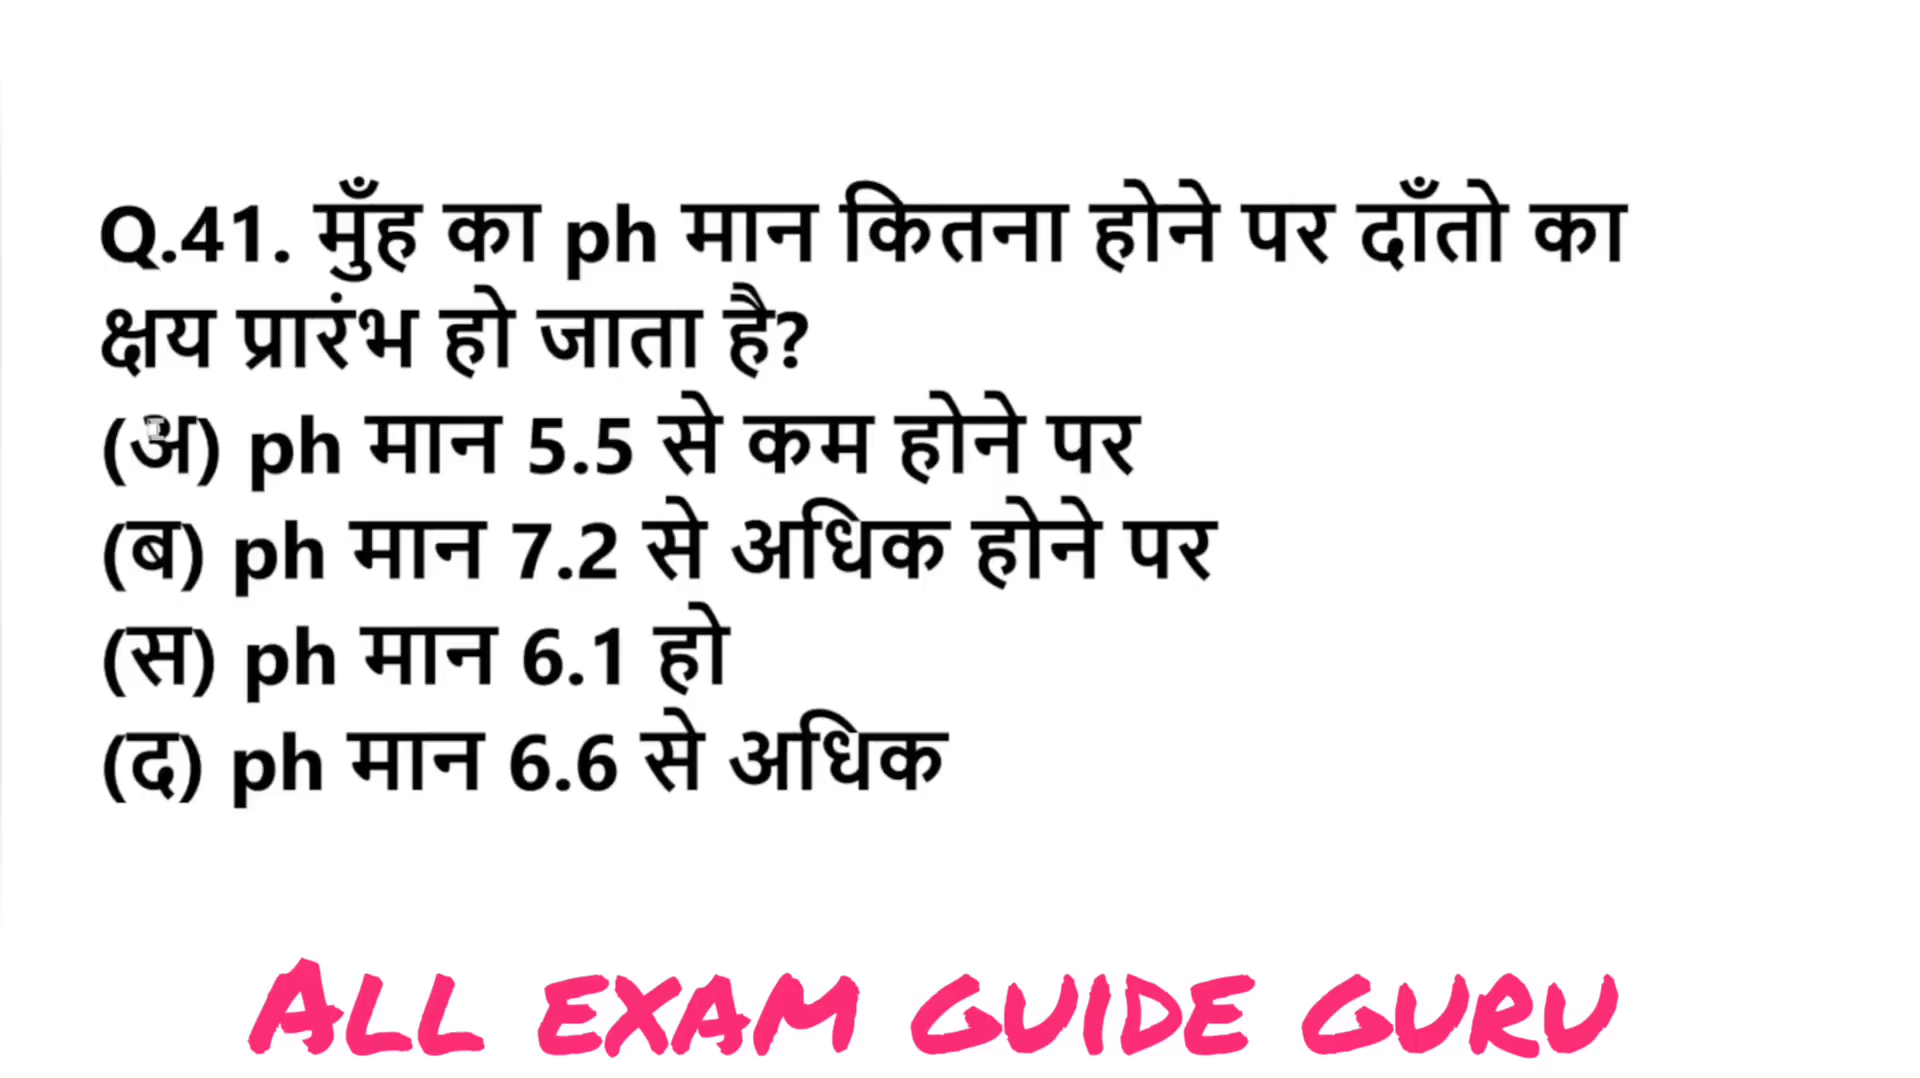 Q.41. मुँह का ph मान कितना होने पर दाँतो का
क्षय प्रारंभ हो जाता है?
(अ) ph मान 5.5 से कम होने पर
(ब) ph मान 7.2 से अधिक होने पर
(स) ph मान 6.1 हो
(द) ph मान 6.6 से अधिक
ALL EXAM GUIDE GURU